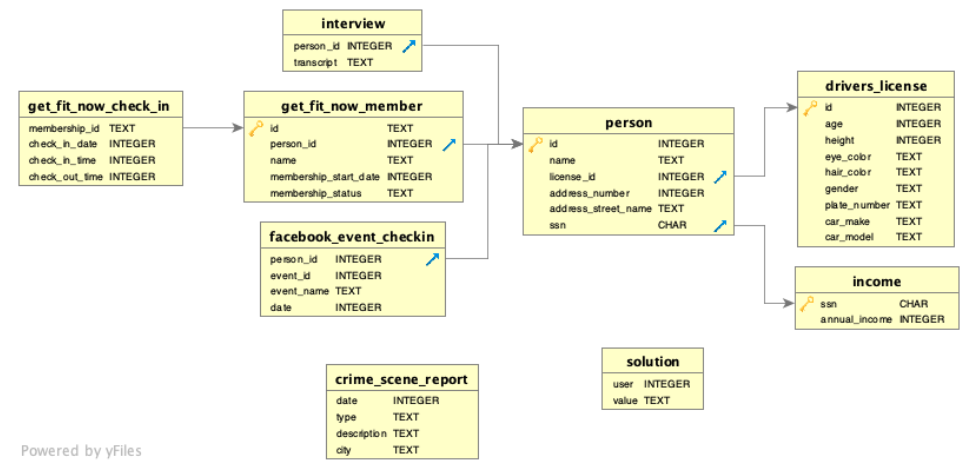 interview
person_id INTEGER
transcript TEXT
get_fit_now_check_in
membership_id TEXT
check_in_date INTEGER
check_in_time INTEGER
check_out_time INTEGER
get_fit_now_member
id TEXT
person_id INTEGER
name TEXT
membership_start_date INTEGER
membership_status TEXT
facebook_event_checkin
person_id INTEGER
event_id INTEGER
event_name TEXT
date INTEGER
person
id INTEGER
name TEXT
license_id INTEGER
address_number INTEGER
address_street_name TEXT
ssn CHAR
drivers_license
id INTEGER
age INTEGER
height INTEGER
eye_color TEXT
hair_color TEXT
gender TEXT
plate_number TEXT
car_make TEXT
car_model TEXT
income
ssn CHAR
annual_income INTEGER
crime_scene_report
date INTEGER
type TEXT
description TEXT
city TEXT
solution
user INTEGER
value TEXT
Powered by yFiles